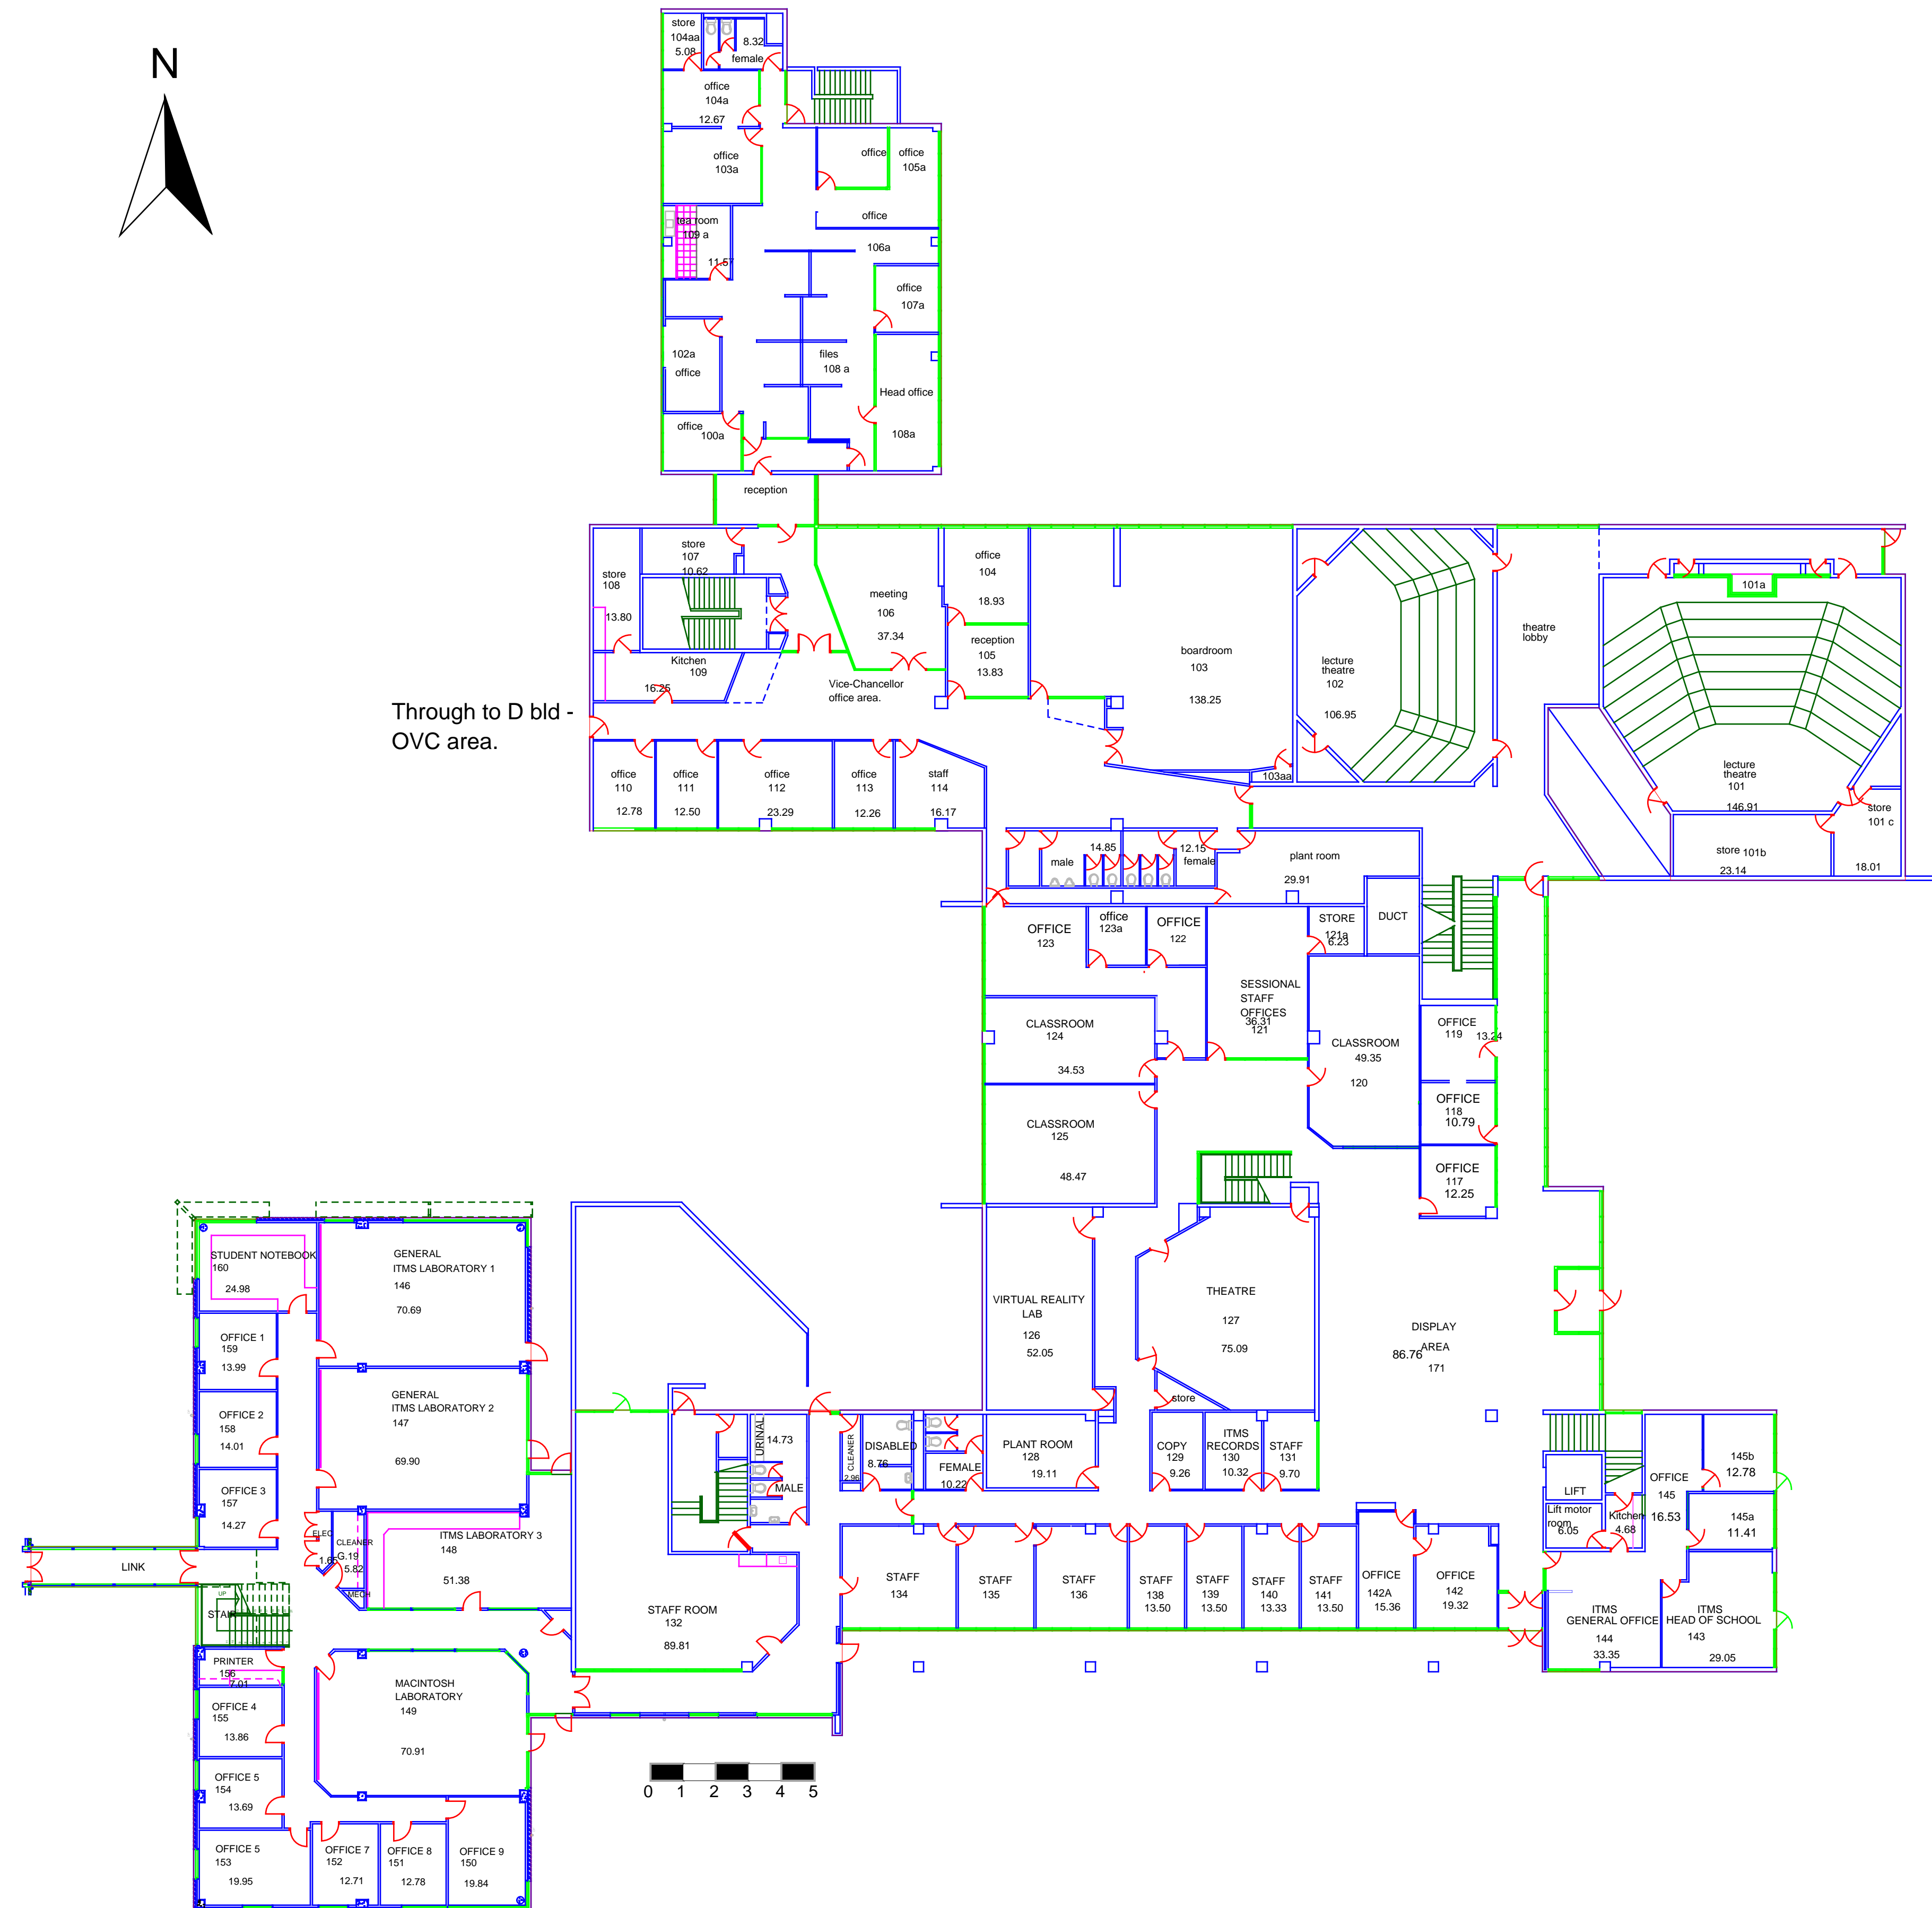 N
store
104aa
5.08
8.32
female
office
104a
12.67
office
103a
office
office
105a
office
tea room
109 a
11.57
106a
office
107a
102a
office
files
108 a
Head office
108a
office
100a
reception
store
107
10.62
store
108
13.80
Kitchen
109
16.25
meeting
106
37.34
office
104
18.93
reception
105
13.83
Vice-Chancellor
office area.
boardroom
103
138.25
103aa
lecture
theatre
102
106.95
theatre
lobby
101a
lecture
theatre
101
146.91
store
101 c
18.01
store 101b
23.14
Through to D bld -
OVC area.
office
110
12.78
office
111
12.50
office
112
23.29
office
113
12.26
staff
114
16.17
male
14.85
12.15
female
plant room
29.91
OFFICE
123
office
123a
OFFICE
122
STORE
121a
6.23
DUCT
SESSIONAL
STAFF
OFFICES
36.31
121
CLASSROOM
124
34.53
CLASSROOM
49.35
120
OFFICE
119
13.24
OFFICE
118
10.79
OFFICE
117
12.25
CLASSROOM
125
48.47
VIRTUAL REALITY
LAB
126
52.05
THEATRE
127
75.09
store
DISPLAY
AREA
86.76
171
STUDENT NOTEBOOK
160
24.98
GENERAL
ITMS LABORATORY 1
146
70.69
OFFICE 1
159
13.99
GENERAL
ITMS LABORATORY 2
147
69.90
OFFICE 2
158
14.01
OFFICE 3
157
14.27
ELEC
CLEANER
G.19
5.82
MECH
ITMS LABORATORY 3
148
51.38
LINK
UP
STAIR
PRINTER
156
7.01
OFFICE 4
155
13.86
MACINTOSH
LABORATORY
149
70.91
OFFICE 5
154
13.69
OFFICE 5
153
19.95
OFFICE 7
152
12.71
OFFICE 8
151
12.78
OFFICE 9
150
19.84
STAFF ROOM
132
89.81
URINAL
14.73
MALE
CLEANER
2.96
DISABLED
8.76
FEMALE
10.22
PLANT ROOM
128
19.11
COPY
129
9.26
ITMS
RECORDS
130
10.32
STAFF
131
9.70
STAFF
134
STAFF
135
STAFF
136
STAFF
138
13.50
STAFF
139
13.50
STAFF
140
13.33
STAFF
141
13.50
OFFICE
142A
15.36
OFFICE
142
19.32
LIFT
Lift motor
room
6.05
Kitchen
4.68
OFFICE
145
16.53
145b
12.78
145a
11.41
ITMS
GENERAL OFFICE
144
33.35
ITMS
HEAD OF SCHOOL
143
29.05
0 1 2 3 4 5